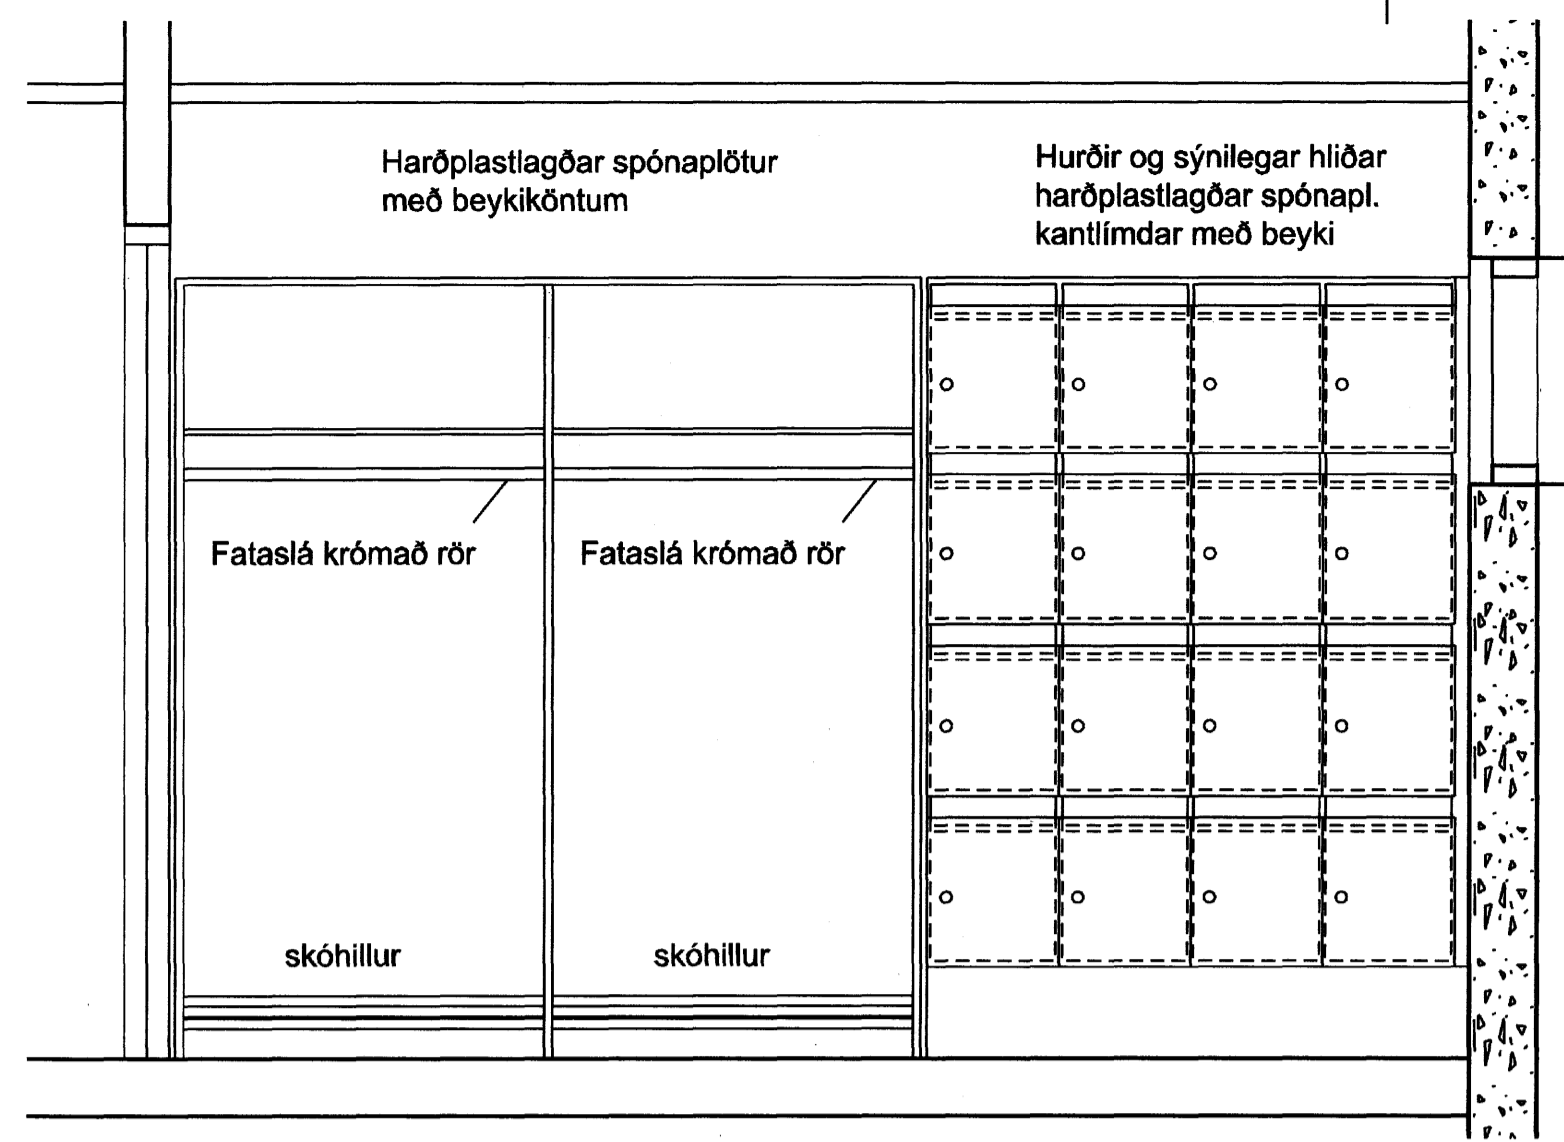 Harðplastlagðar spónaplötur
með beykiköntum
Hurðir og sýnilegar hliðar
harðplastlagðar spónapl.
kantlímdar með beyki
Fataslá krómað rör
Fataslá krómað rör
skóhillur
skóhillur